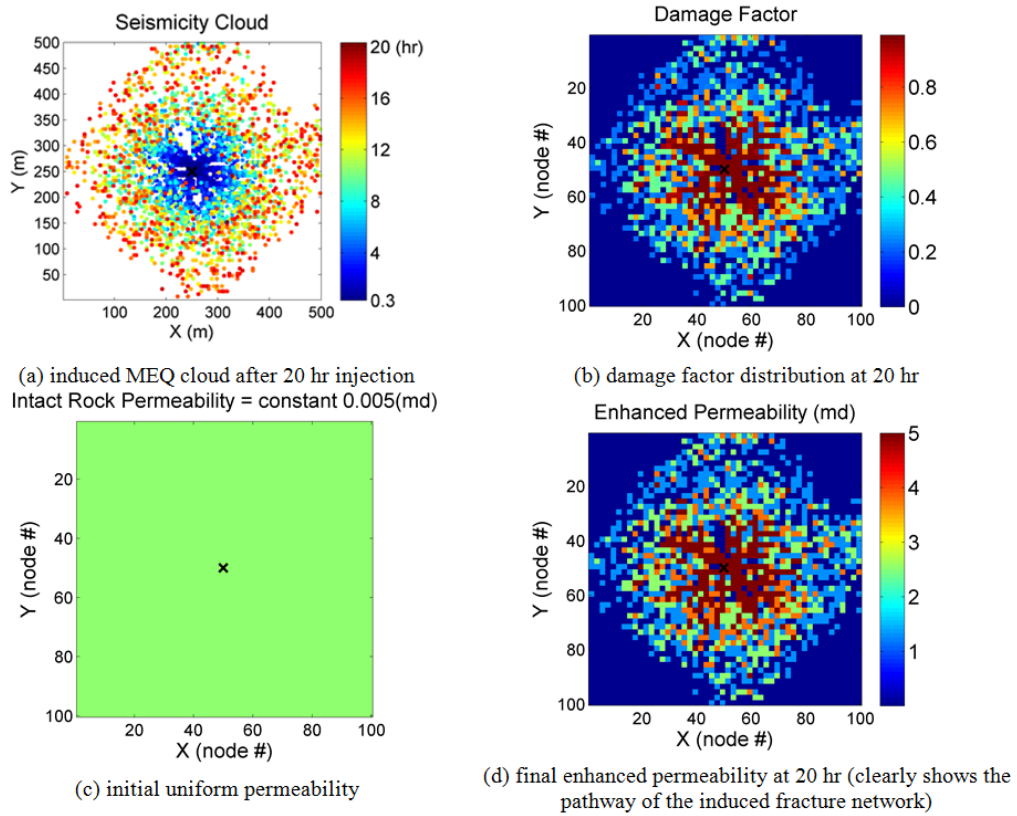 Seismicity Cloud
500
450
400
350
300
250
200
150
100
50
Y (m)
100 200 300 400 500
X (m)
20 (hr)
16
12
8
4
0.3
(a) induced MEQ cloud after 20 hr injection
Damage Factor
20
40
60
80
100
Y (node #)
20 40 60 80 100
X (node #)
0.8
0.6
0.4
0.2
0
(b) damage factor distribution at 20 hr
Intact Rock Permeability = constant 0.005(md)
20
40
60
80
100
Y (node #)
20 40 60 80 100
X (node #)
(c) initial uniform permeability
Enhanced Permeability (md)
20
40
60
80
100
Y (node #)
20 40 60 80 100
X (node #)
5
4
3
2
1
(d) final enhanced permeability at 20 hr (clearly shows the
pathway of the induced fracture network)